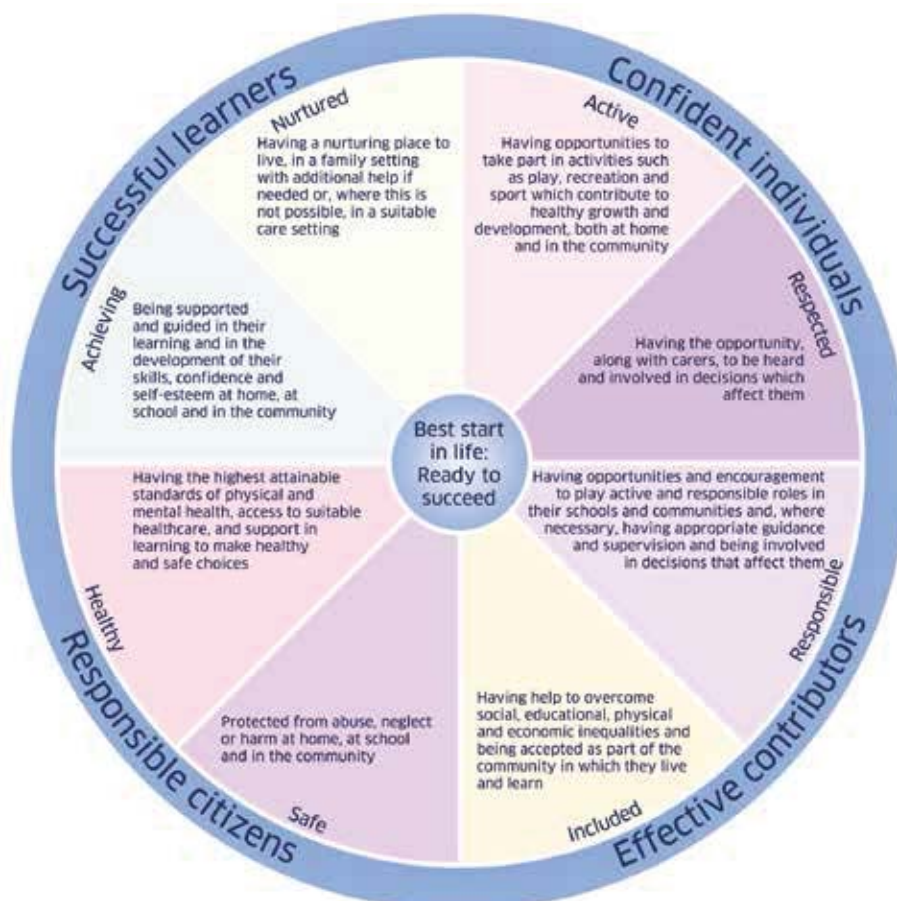 Successful learners
Confident individuals
Nurtured
Having a nurturing place to
live, in a family setting
with additional help if
needed or, where this is
not possible, in a suitable
care setting
Active
Having opportunities to
take part in activities such
as play, recreation and
sport which contribute to
healthy growth and
development, both at home
and in the community
Achieving
Being supported
and guided in their
learning and in the
development of their
skills, confidence and
self-esteem at home, at
school and in the community
Respected
Having the opportunity,
along with carers, to be heard
and involved in decisions which
affect them
Best start
in life:
Ready to
succeed
Healthy
Having the highest attainable
standards of physical and
mental health, access to suitable
healthcare, and support in
learning to make healthy
and safe choices
Responsible
Having opportunities and encouragement
to play active and responsible roles in
their schools and communities and, where
necessary, having appropriate guidance
and supervision and being involved
in decisions that affect them
Safe
Protected from abuse, neglect
or harm at home, at school
and in the community
Included
Having help to overcome
social, educational, physical
and economic inequalities and
being accepted as part of the
community in which they live
and learn
Responsible citizens
Effective contributors